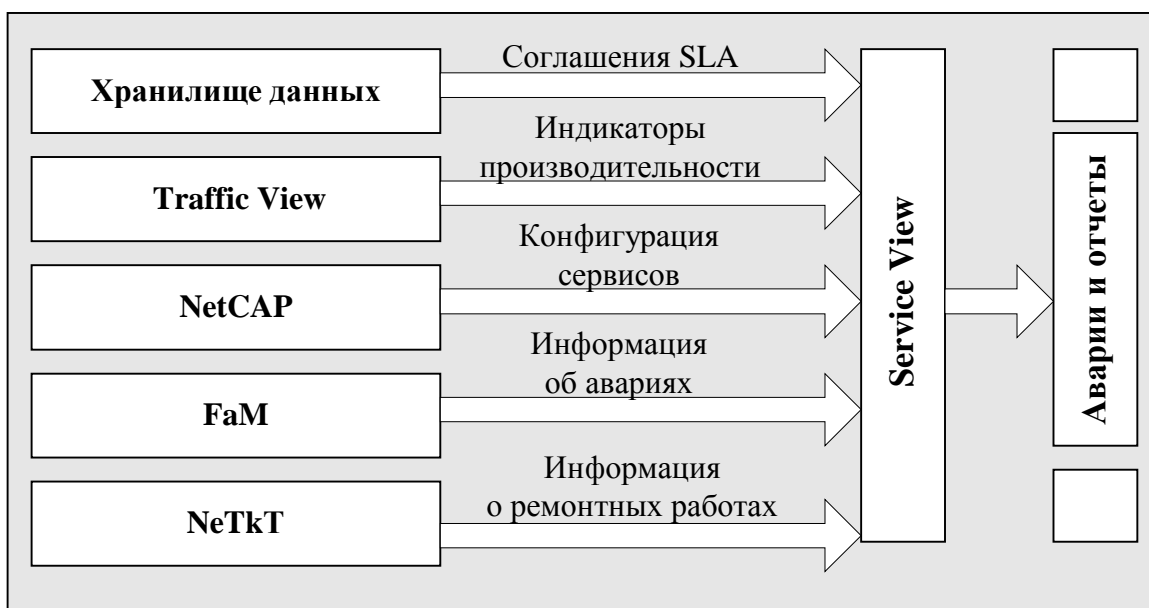 Хранилище данных
Соглашения SLA
Traffic View
Индикаторы
производительности
NetCAP
Конфигурация
сервисов
FaM
Информация
об авариях
NeTkT
Информация
о ремонтных работах
Service View
Аварии и отчеты